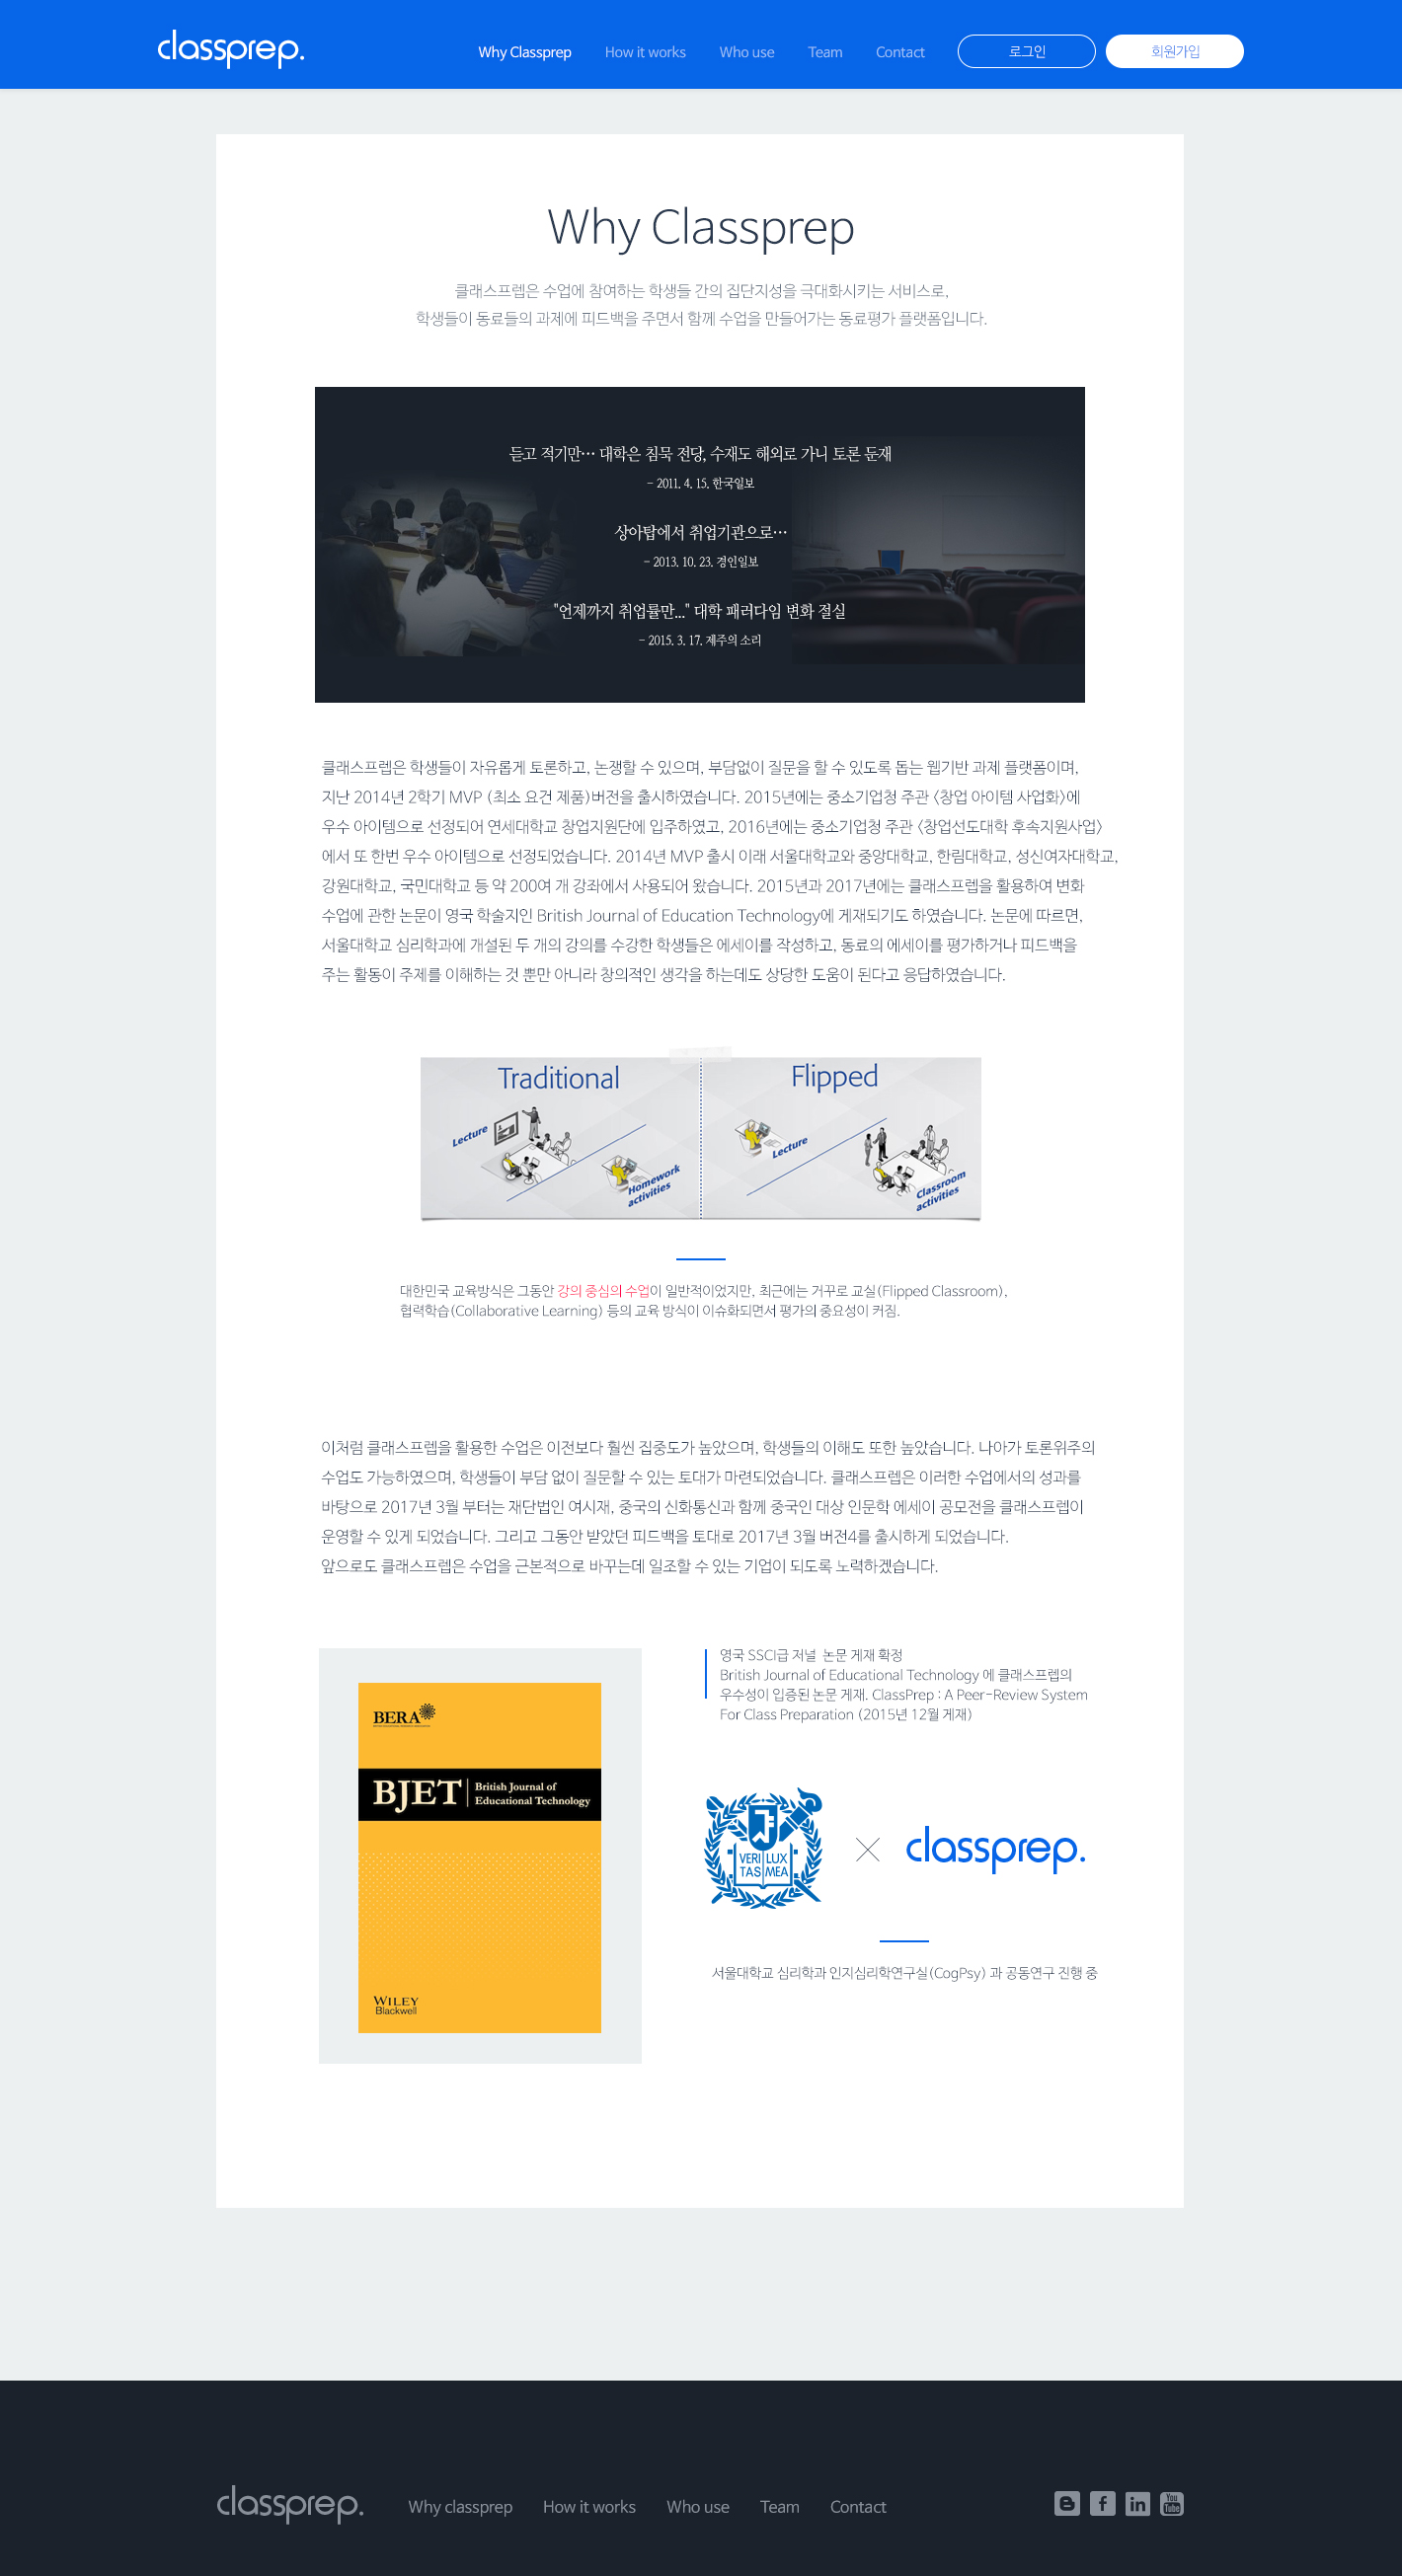 classprep.
Why Classprep How it works Who use Team Contact 로그인 회원가입
Why Classprep
클래스프렙은 수업에 참여하는 학생들 간의 집단지성을 극대화시키는 서비스로,
학생들이 동료들의 과제에 피드백을 주면서 함께 수업을 만들어가는 동료평가 플랫폼입니다.
듣고 적기만… 대학은 침묵 전당, 수재도 해외로 가니 토론 둔재
- 2011. 4. 15. 한국일보
상아탑에서 취업기관으로…
- 2013. 10. 23. 경인일보
"언제까지 취업률만..." 대학 패러다임 변화 절실
- 2015. 3. 17. 제주의 소리
클래스프렙은 학생들이 자유롭게 토론하고, 논쟁할 수 있으며, 부담없이 질문을 할 수 있도록 돕는 웹기반 과제 플랫폼이며,
지난 2014년 2학기 MVP (최소 요건 제품)버전을 출시하였습니다. 2015년에는 중소기업청 주관 <창업 아이템 사업화>에
우수 아이템으로 선정되어 연세대학교 창업지원단에 입주하였고, 2016년에는 중소기업청 주관 <창업선도대학 후속지원사업>
에서 또 한번 우수 아이템으로 선정되었습니다. 2014년 MVP 출시 이래 서울대학교와 중앙대학교, 한림대학교, 성신여자대학교,
강원대학교, 국민대학교 등 약 200여 개 강좌에서 사용되어 왔습니다. 2015년과 2017년에는 클래스프렙을 활용하여 변화
수업에 관한 논문이 영국 학술지인 British Journal of Education Technology에 게재되기도 하였습니다. 논문에 따르면,
서울대학교 심리학과에 개설된 두 개의 강의를 수강한 학생들은 에세이를 작성하고, 동료의 에세이를 평가하거나 피드백을
주는 활동이 주제를 이해하는 것 뿐만 아니라 창의적인 생각을 하는데도 상당한 도움이 된다고 응답하였습니다.
Traditional
Lecture
Homework
activities
Flipped
Lecture
Classroom
activities
대한민국 교육방식은 그동안 강의 중심의 수업이 일반적이었지만, 최근에는 거꾸로 교실(Flipped Classroom),
협력학습(Collaborative Learning) 등의 교육 방식이 이슈화되면서 평가의 중요성이 커짐.
이처럼 클래스프렙을 활용한 수업은 이전보다 훨씬 집중도가 높았으며, 학생들의 이해도 또한 높았습니다. 나아가 토론위주의
수업도 가능하였으며, 학생들이 부담 없이 질문할 수 있는 토대가 마련되었습니다. 클래스프렙은 이러한 수업에서의 성과를
바탕으로 2017년 3월 부터는 재단법인 여시재, 중국의 신화통신과 함께 중국인 대상 인문학 에세이 공모전을 클래스프렙이
운영할 수 있게 되었습니다. 그리고 그동안 받았던 피드백을 토대로 2017년 3월 버전4를 출시하게 되었습니다.
앞으로도 클래스프렙은 수업을 근본적으로 바꾸는데 일조할 수 있는 기업이 되도록 노력하겠습니다.
BERA
BJET British Journal of
Educational Technology
WILEY
Blackwell
영국 SSCI급 저널 논문 게재 확정
British Journal of Educational Technology 에 클래스프렙의
우수성이 입증된 논문 게재. ClassPrep : A Peer-Review System
For Class Preparation (2015년 12월 게재)
VERI LUX
TAS MEA
classprep.
서울대학교 심리학과 인지심리학연구실(CogPsy) 과 공동연구 진행 중
classprep.
Why classprep How it works Who use Team Contact
f in You Tube